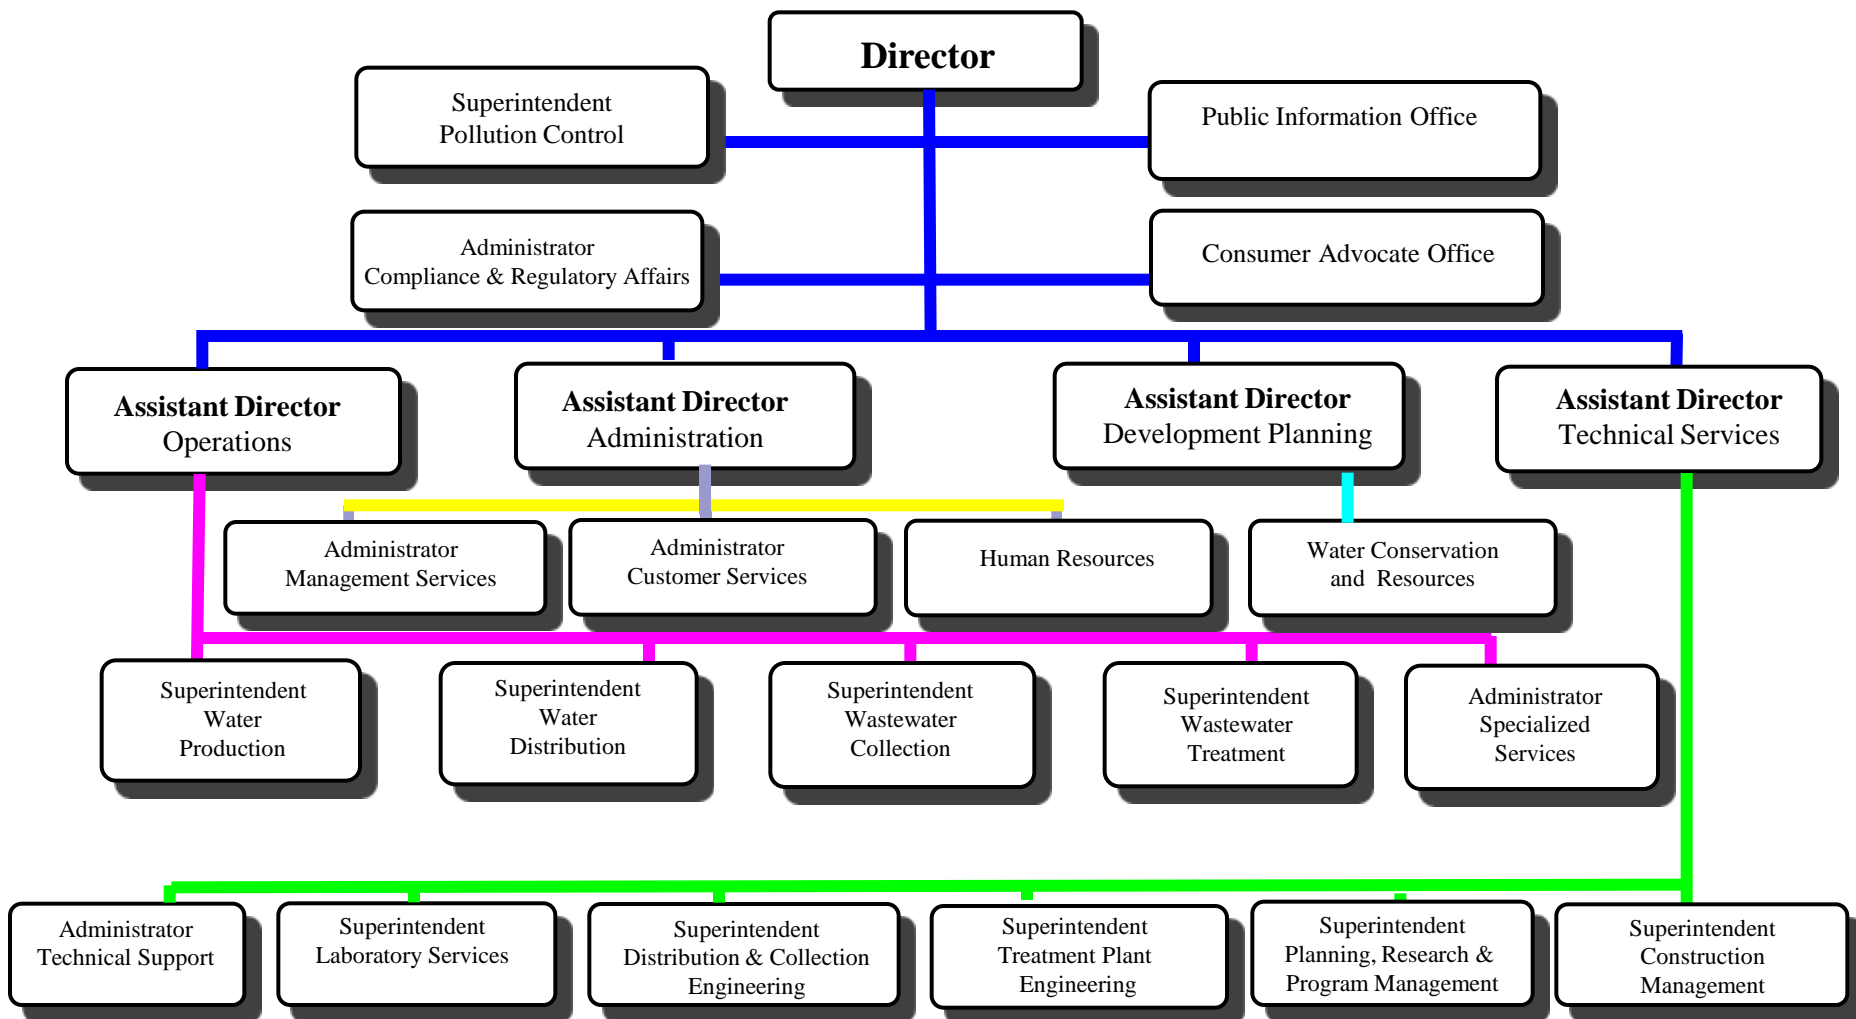 Director
Superintendent
Pollution Control
Public Information Office
Administrator
Compliance & Regulatory Affairs
Consumer Advocate Office
Assistant Director
Operations
Assistant Director
Administration
Assistant Director
Development Planning
Assistant Director
Technical Services
Administrator
Management Services
Administrator
Customer Services
Human Resources
Water Conservation
and Resources
Superintendent
Water
Production
Superintendent
Water
Distribution
Superintendent
Wastewater
Collection
Superintendent
Wastewater
Treatment
Administrator
Specialized
Services
Administrator
Technical Support
Superintendent
Laboratory Services
Superintendent
Distribution & Collection
Engineering
Superintendent
Treatment Plant
Engineering
Superintendent
Planning, Research &
Program Management
Superintendent
Construction
Management